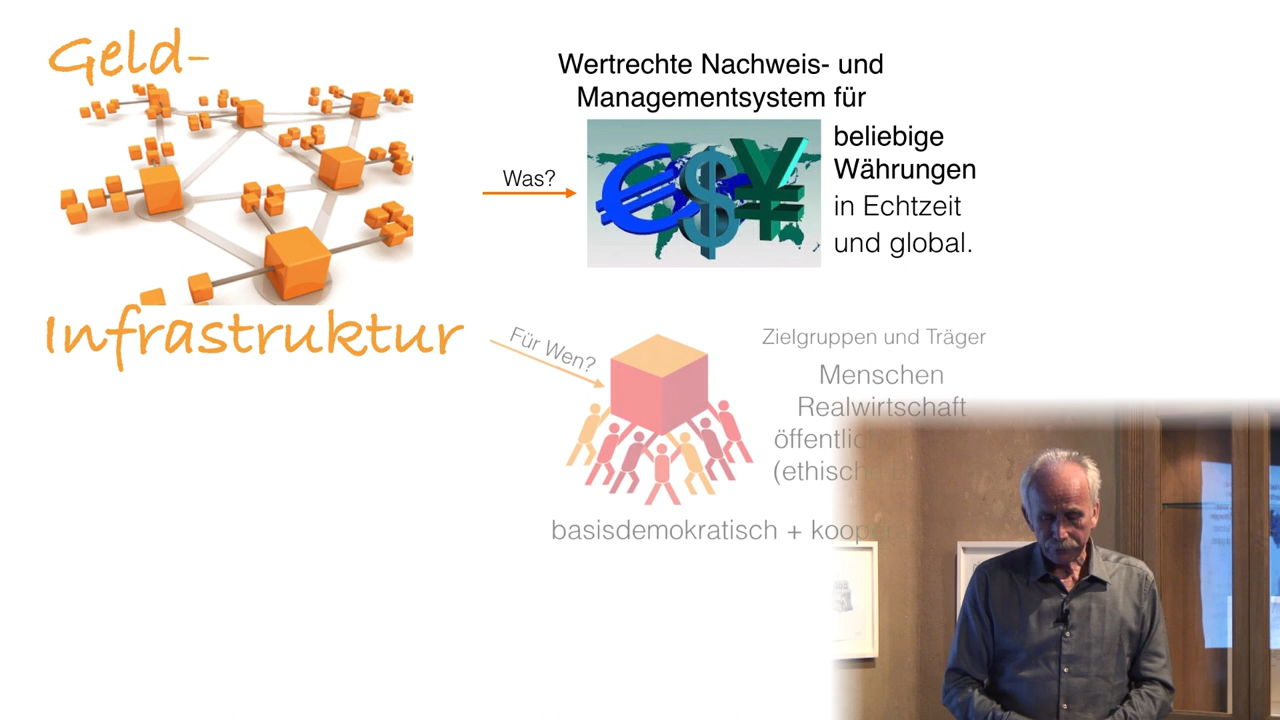 Geld-
Infrastruktur
Was?
Wertrechte Nachweis- und
Managementsystem für
beliebige
Währungen
in Echtzeit
und global.
Für Wen?
Zielgruppen und Träger
Menschen
Realwirtschaft
basisdemokratisch +